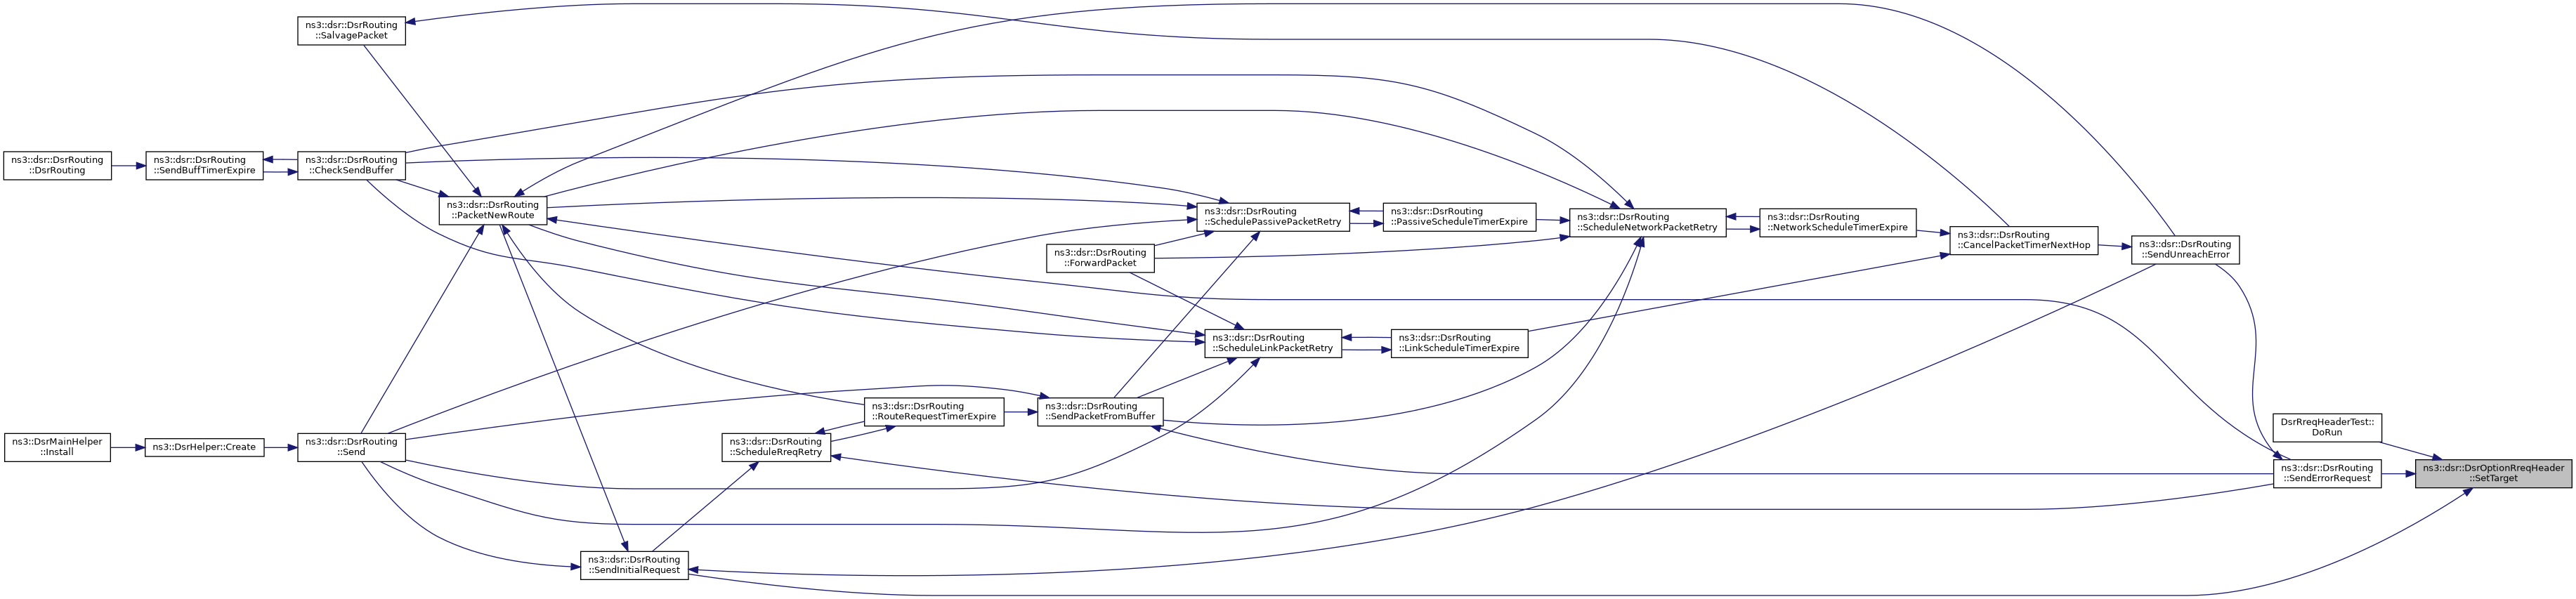 ns3::dsr::DsrRouting
::SalvagePacket
ns3::dsr::DsrRouting
::DsrRouting
ns3::dsr::DsrRouting
::SendBuffTimerExpire
ns3::dsr::DsrRouting
::CheckSendBuffer
ns3::dsr::DsrRouting
::PacketNewRoute
ns3::dsr::DsrRouting
::SchedulePassivePacketRetry
ns3::dsr::DsrRouting
::PassiveScheduleTimerExpire
ns3::dsr::DsrRouting
::ScheduleNetworkPacketRetry
ns3::dsr::DsrRouting
::NetworkScheduleTimerExpire
ns3::dsr::DsrRouting
::CancelPacketTimerNextHop
ns3::dsr::DsrRouting
::SendUnreachError
ns3::dsr::DsrRouting
::ForwardPacket
ns3::dsr::DsrRouting
::ScheduleLinkPacketRetry
ns3::dsr::DsrRouting
::LinkScheduleTimerExpire
ns3::dsr::DsrRouting
::RouteRequestTimerExpire
ns3::dsr::DsrRouting
::SendPacketFromBuffer
DsrRreqHeaderTest::
DoRun
ns3::DsrMainHelper
::Install
ns3::DsrHelper::Create
ns3::dsr::DsrRouting
::Send
ns3::dsr::DsrRouting
::ScheduleRreqRetry
ns3::dsr::DsrRouting
::SendErrorRequest
ns3::dsr::DsrOptionRreqHeader
::SetTarget
ns3::dsr::DsrRouting
::SendInitialRequest